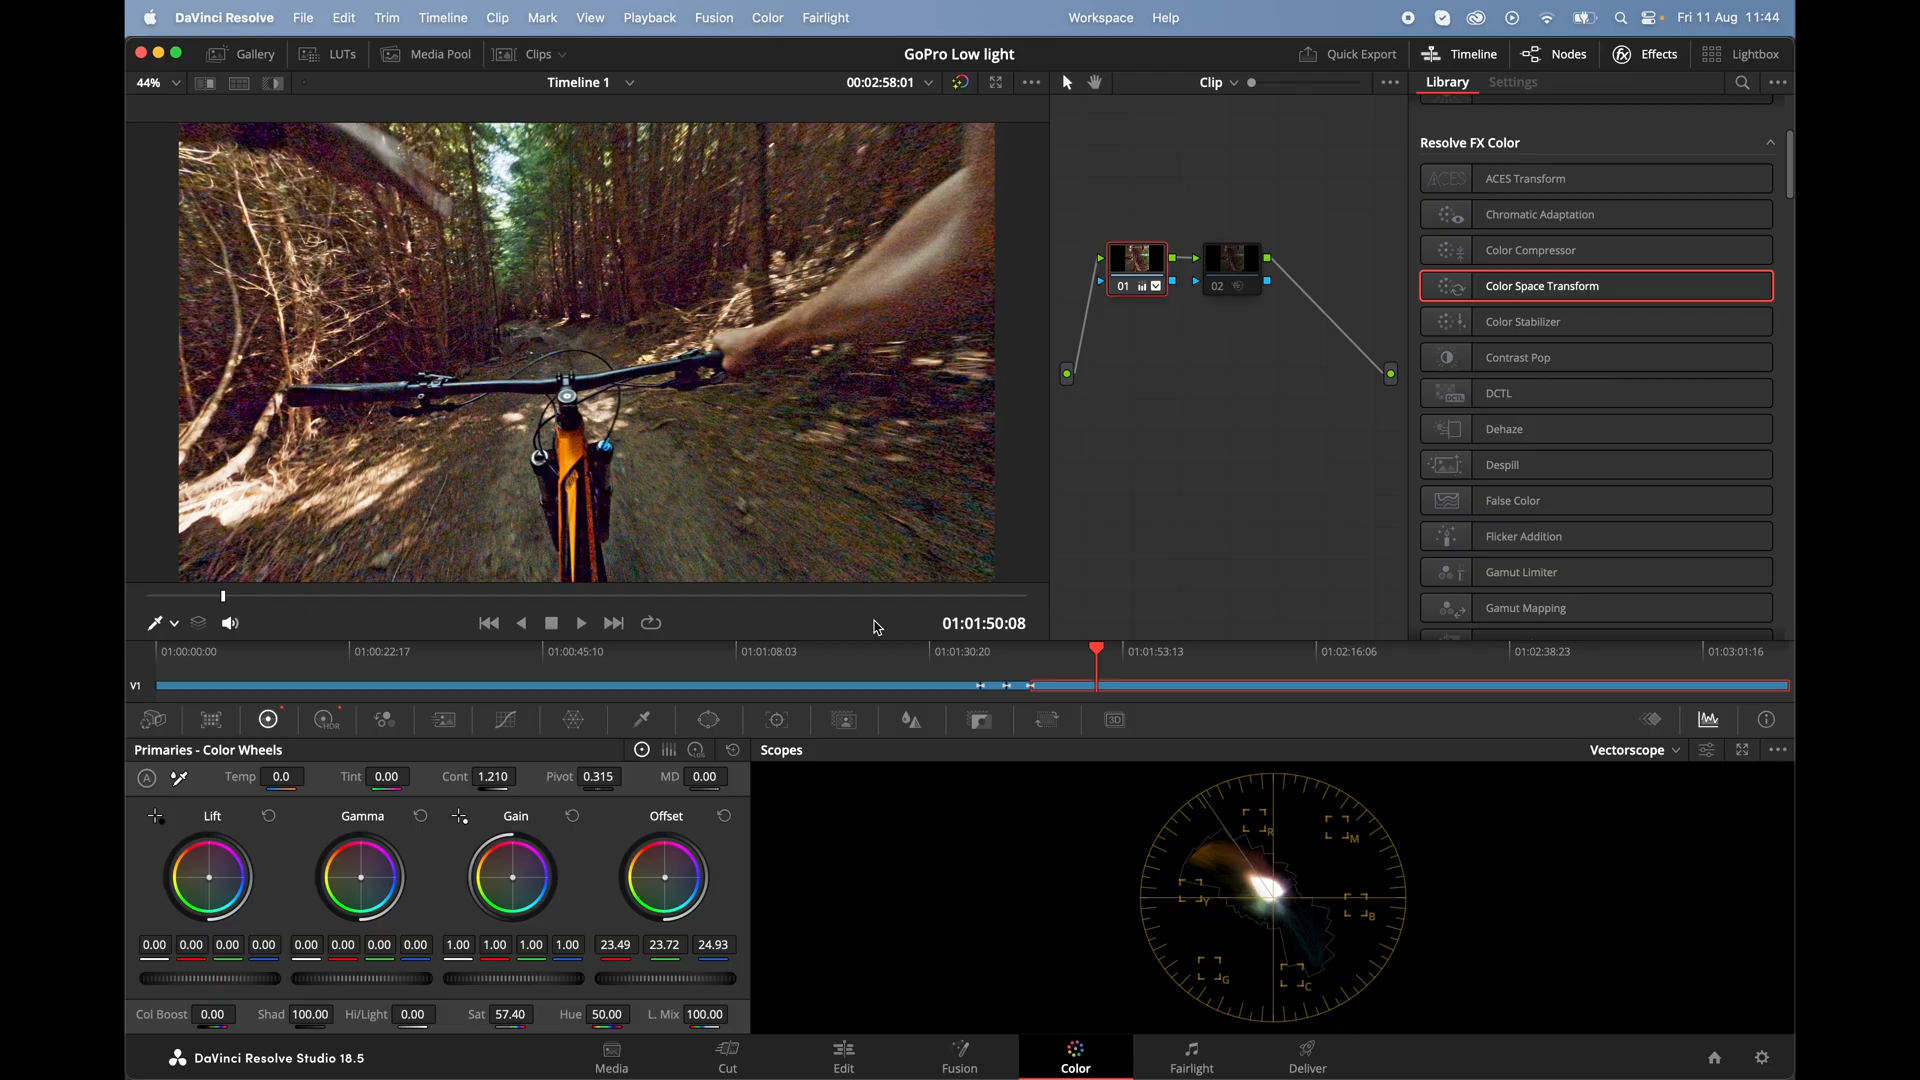 DaVinci Resolve File Edit Trim Timeline Clip Mark View Playback Fusion Color Fairlight Workspace Help Fri 11 Aug 11:44
Gallery LUTs Media Pool Clips GoPro Low light Quick Export Timeline Nodes Effects Lightbox
44% Timeline 1 00:02:58:01 Clip Library Settings
Resolve FX Color
ACES ACES Transform
Chromatic Adaptation
Color Compressor
Color Space Transform
Color Stabilizer
Contrast Pop
DCTL DCTL
Dehaze
Despill
False Color
Flicker Addition
Gamut Limiter
Gamut Mapping
01 02
01:01:50:08
01:00:00:00 01:00:22:17 01:00:45:10 01:01:08:03 01:01:30:20 01:01:53:13 01:02:16:06 01:02:38:23 01:03:01:16
V1
HDR 3D
Primaries - Color Wheels Scopes Vectorscope
A Temp 0.0 Tint 0.00 Cont 1.210 Pivot 0.315 MD 0.00
Lift Gamma Gain Offset
R M Y B G C
0.00 0.00 0.00 0.00 0.00 0.00 0.00 0.00 1.00 1.00 1.00 1.00 23.49 23.72 24.93
Col Boost 0.00 Shad 100.00 Hi/Light 0.00 Sat 57.40 Hue 50.00 L. Mix 100.00
DaVinci Resolve Studio 18.5 Media Cut Edit Fusion Color Fairlight Deliver